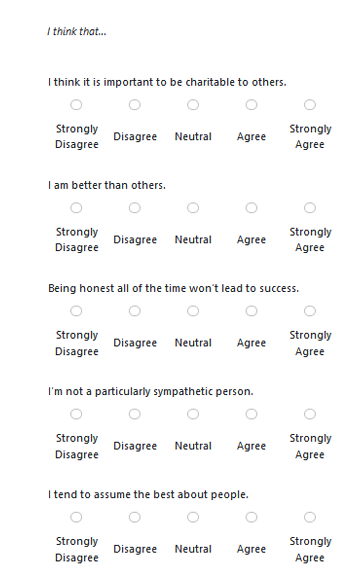 I think that...
I think it is important to be charitable to others.
Strongly Disagree Disagree Neutral Agree Strongly Agree
I am better than others.
Strongly Disagree Disagree Neutral Agree Strongly Agree
Being honest all of the time won't lead to success.
Strongly Disagree Disagree Neutral Agree Strongly Agree
I'm not a particularly sympathetic person.
Strongly Disagree Disagree Neutral Agree Strongly Agree
I tend to assume the best about people.
Strongly Disagree Disagree Neutral Agree Strongly Agree